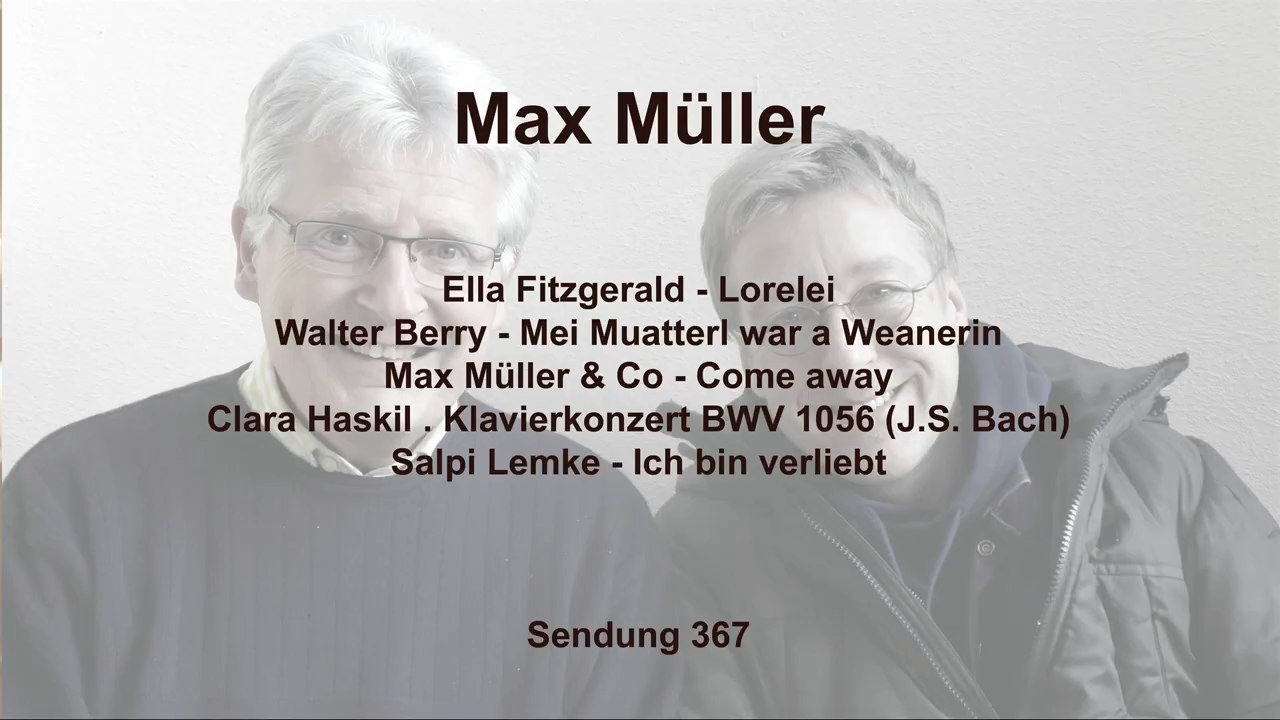 Max Müller
Ella Fitzgerald - Lorelei
Walter Berry - Mei Muatterl war a Weanerin
Max Müller & Co - Come away
Clara Haskil . Klavierkonzert BWV 1056 (J.S. Bach)
Salpi Lemke - Ich bin verliebt
Sendung 367